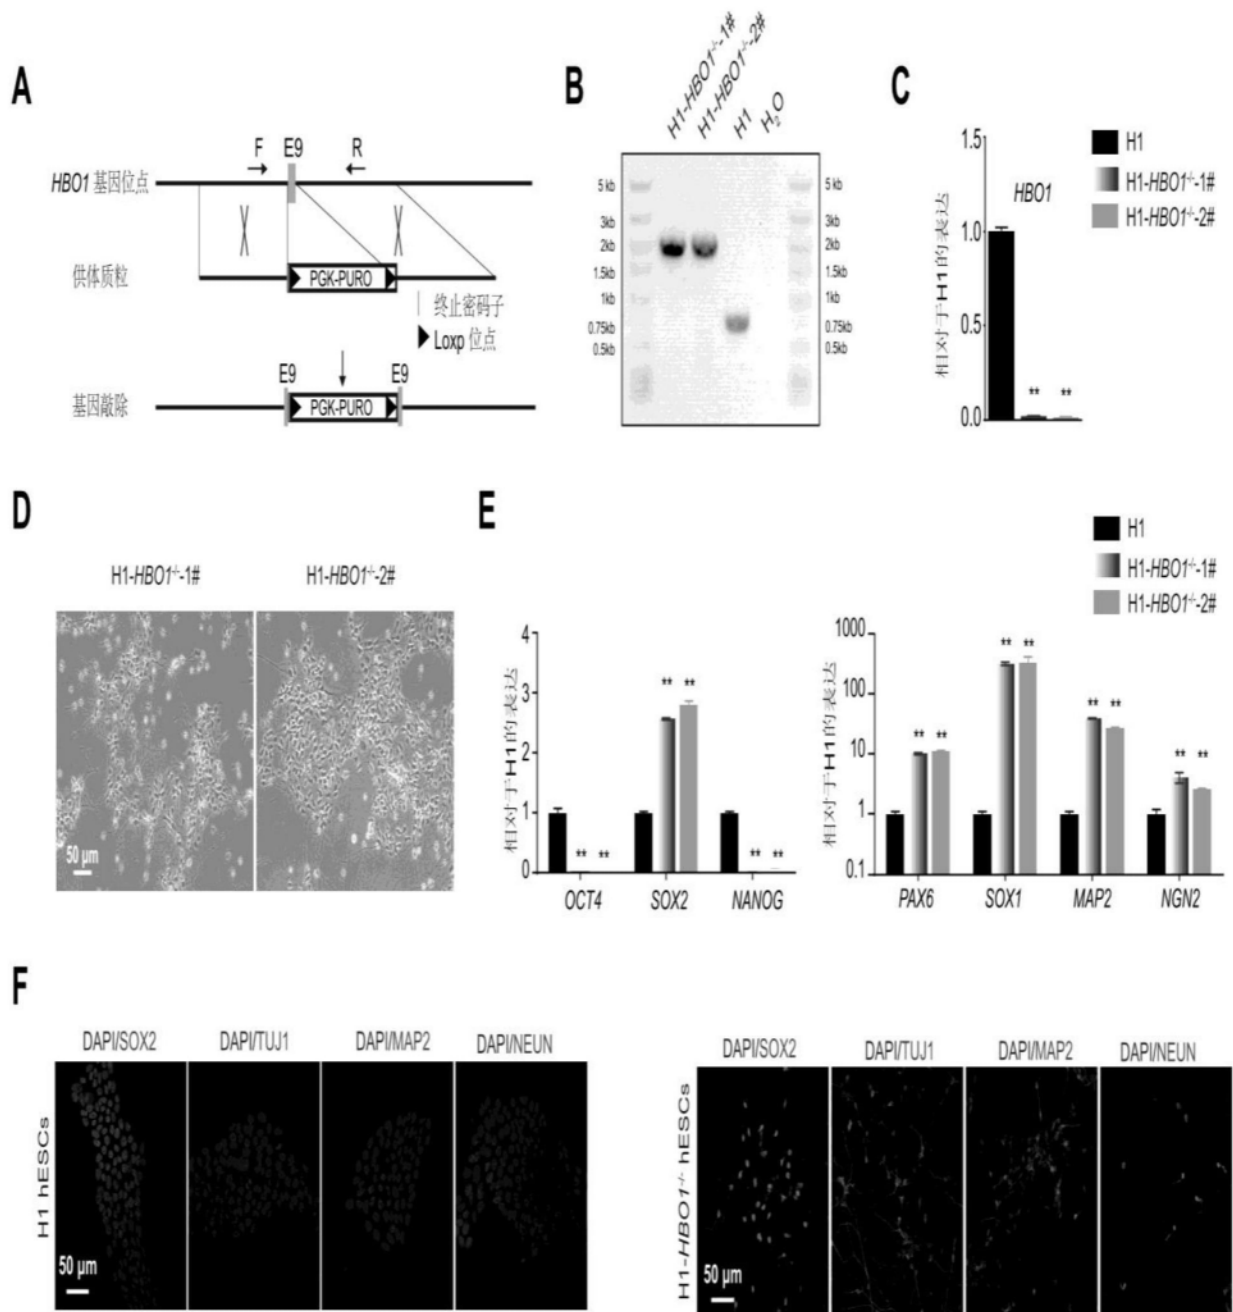 A
F E9 R
HBO1 基因位点
供体质粒
PGK-PURO
终止密码子
Loxp 位点
E9 E9
基因敲除
PGK-PURO
B
H1-HBO1-/--1#
H1-HBO1-/--2#
H1
H2O
5 kb 5 kb
3kb 3kb
2kb 2kb
1.5kb 1.5kb
1kb 1kb
0.75kb 0.75kb
0.5kb 0.5kb
C
相对于H1的表达
1.5
1.0
0.5
0.0
HBO1
** **
H1
H1-HBO1-/--1#
H1-HBO1-/--2#
D
H1-HBO1-/--1# H1-HBO1-/--2#
50 μm
E
H1
H1-HBO1-/--1#
H1-HBO1-/--2#
相对于H1的表达
4
3
2
1
0
** ** ** ** ** **
OCT4 SOX2 NANOG
相对于H1的表达
1000
100
10
1
0.1
** ** ** ** ** ** ** **
PAX6 SOX1 MAP2 NGN2
F
DAPI/SOX2 DAPI/TUJ1 DAPI/MAP2 DAPI/NEUN
H1 hESCs
50 μm
DAPI/SOX2 DAPI/TUJ1 DAPI/MAP2 DAPI/NEUN
H1-HBO1-/- hESCs
50 μm